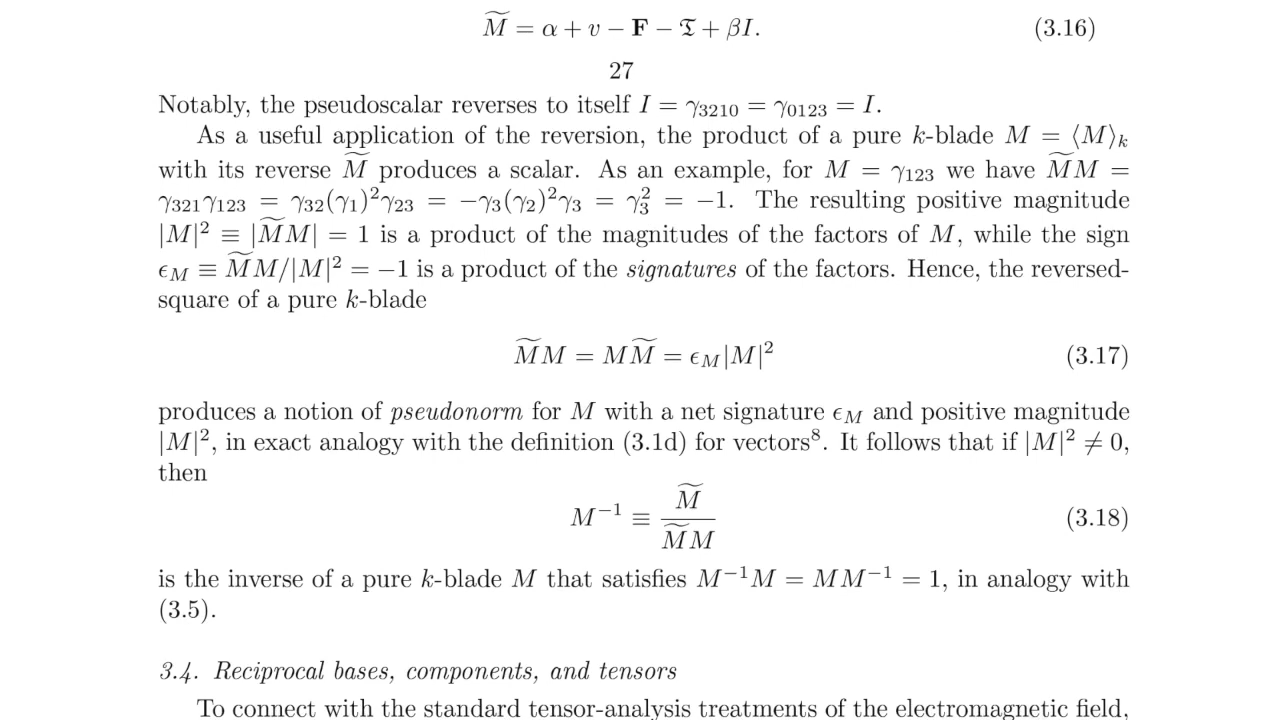 M̃ = α + v − 𝐅 − 𝔗 + βI. (3.16)
27
Notably, the pseudoscalar reverses to itself Ĩ = γ₃₂₁₀ = γ₀₁₂₃ = I.
As a useful application of the reversion, the product of a pure k-blade M = ⟨M⟩ₖ
with its reverse M̃ produces a scalar. As an example, for M = γ₁₂₃ we have M̃M =
γ₃₂₁γ₁₂₃ = γ₃₂(γ₁)²γ₂₃ = −γ₃(γ₂)²γ₃ = γ₃² = −1. The resulting positive magnitude
|M|² ≡ |M̃M| = 1 is a product of the magnitudes of the factors of M, while the sign
ϵ_M ≡ M̃M/|M|² = −1 is a product of the signatures of the factors. Hence, the reversed-
square of a pure k-blade
M̃M = MM̃ = ϵ_M|M|² (3.17)
produces a notion of pseudonorm for M with a net signature ϵ_M and positive magnitude
|M|², in exact analogy with the definition (3.1d) for vectors⁸. It follows that if |M|² ≠ 0,
then
M⁻¹ ≡ M̃ / M̃M (3.18)
is the inverse of a pure k-blade M that satisfies M⁻¹M = MM⁻¹ = 1, in analogy with
(3.5).
3.4. Reciprocal bases, components, and tensors
To connect with the standard tensor-analysis treatments of the electromagnetic field,